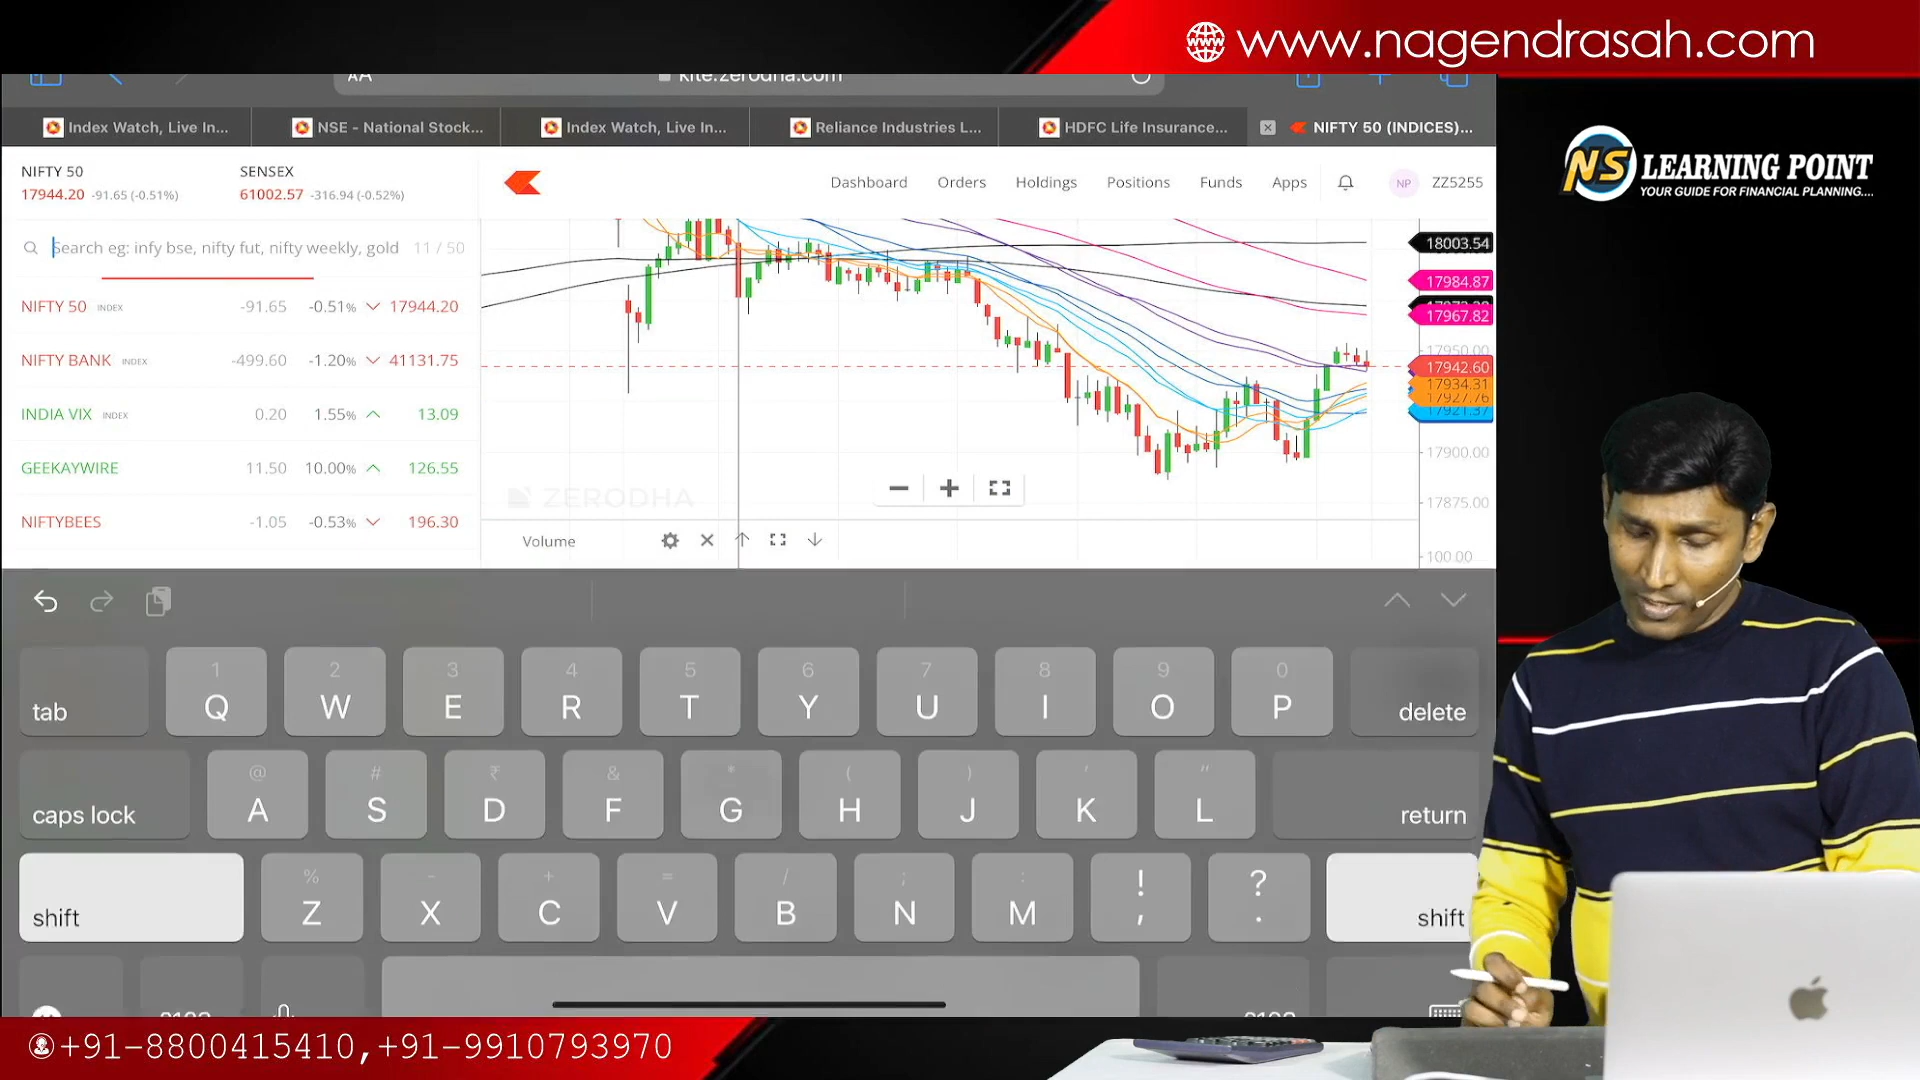 www.nagendrasah.com
AA
kite.zerodha.com
Index Watch, Live In...
NSE - National Stock...
Index Watch, Live In...
Reliance Industries L...
HDFC Life Insurance...
NIFTY 50 (INDICES)...
NIFTY 50
17944.20 -91.65 (-0.51%)
SENSEX
61002.57 -316.94 (-0.52%)
Dashboard Orders Holdings Positions Funds Apps NP ZZ5255
Search eg: infy bse, nifty fut, nifty weekly, gold 11 / 50
NIFTY 50 INDEX -91.65 -0.51% 17944.20
NIFTY BANK INDEX -499.60 -1.20% 41131.75
INDIA VIX INDEX 0.20 1.55% 13.09
GEEKAYWIRE 11.50 10.00% 126.55
NIFTYBEES -1.05 -0.53% 196.30
18003.54
17984.87
17967.82
17950.00
17942.60
17934.31
17927.76
17921.37
17900.00
17875.00
100.00
ZERODHA
Volume
NS LEARNING POINT
YOUR GUIDE FOR FINANCIAL PLANNING....
1 2 3 4 5 6 7 8 9 0
tab Q W E R T Y U I O P delete
@ # ₹ & * ( ) ' "
caps lock A S D F G H J K L return
% - + = / ; : ! ?
shift Z X C V B N M , . shift
+91-8800415410,+91-9910793970